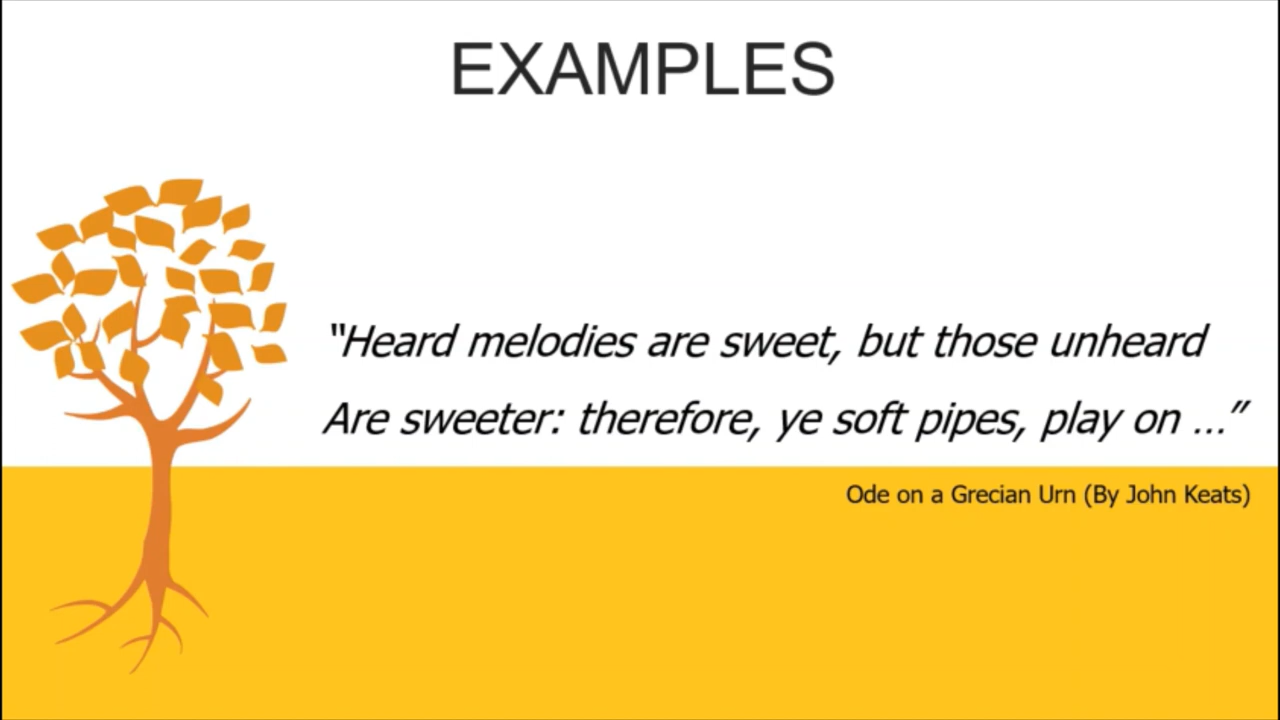 EXAMPLES
“Heard melodies are sweet, but those unheard
Are sweeter: therefore, ye soft pipes, play on ...”
Ode on a Grecian Urn (By John Keats)